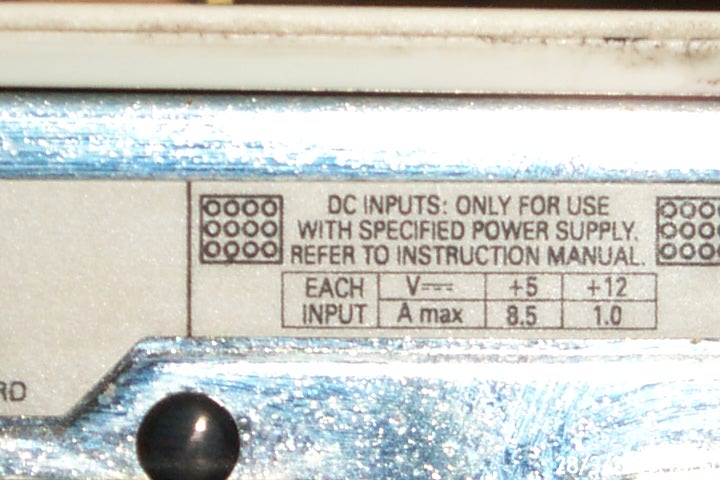 DC INPUTS: ONLY FOR USE
WITH SPECIFIED POWER SUPPLY.
REFER TO INSTRUCTION MANUAL.
EACH INPUT
V⎓ +5 +12
A max 8.5 1.0
RD